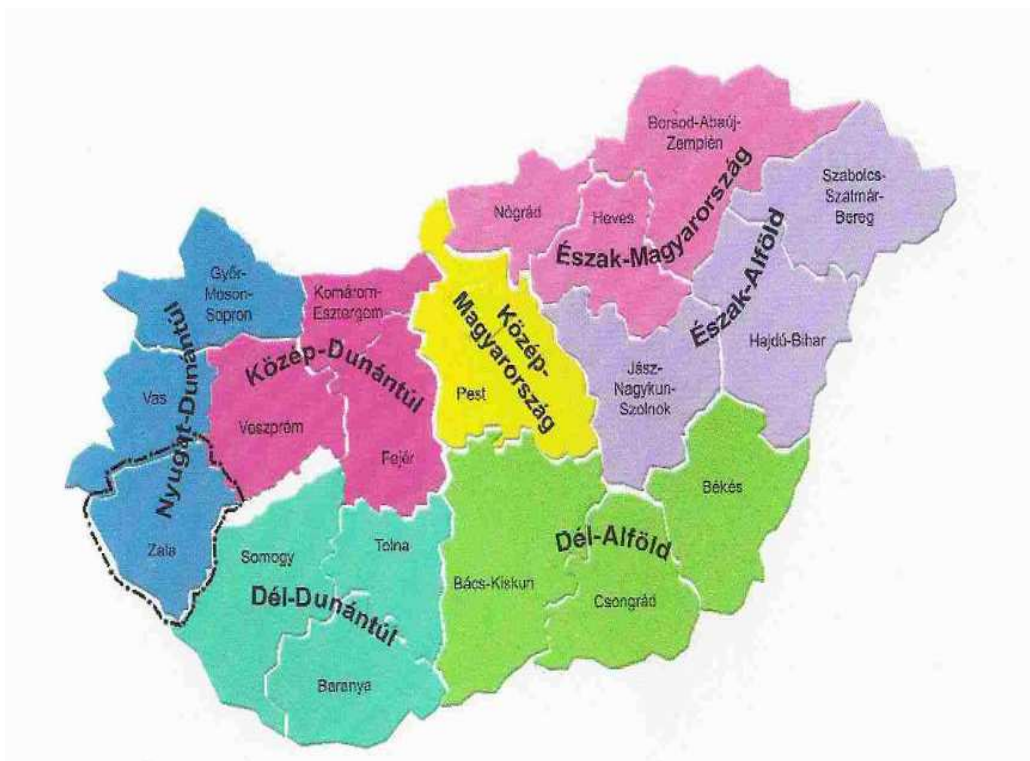 Borsod-Abaúj-
Zemplén
Szabolcs-
Szatmár-
Bereg
Nógrád
Heves
Észak-Magyarország
Észak-Alföld
Győr-
Moson-
Sopron
Komárom-
Esztergom
Közép-
Magyarország
Hajdú-Bihar
Közép-Dunántúl
Jász-
Nagykun-
Szolnok
Pest
Vas
Nyugat-Dunántúl
Veszprém
Fejér
Békés
Zala
Somogy
Tolna
Dél-Alföld
Bács-Kiskun
Csongrád
Dél-Dunántúl
Baranya